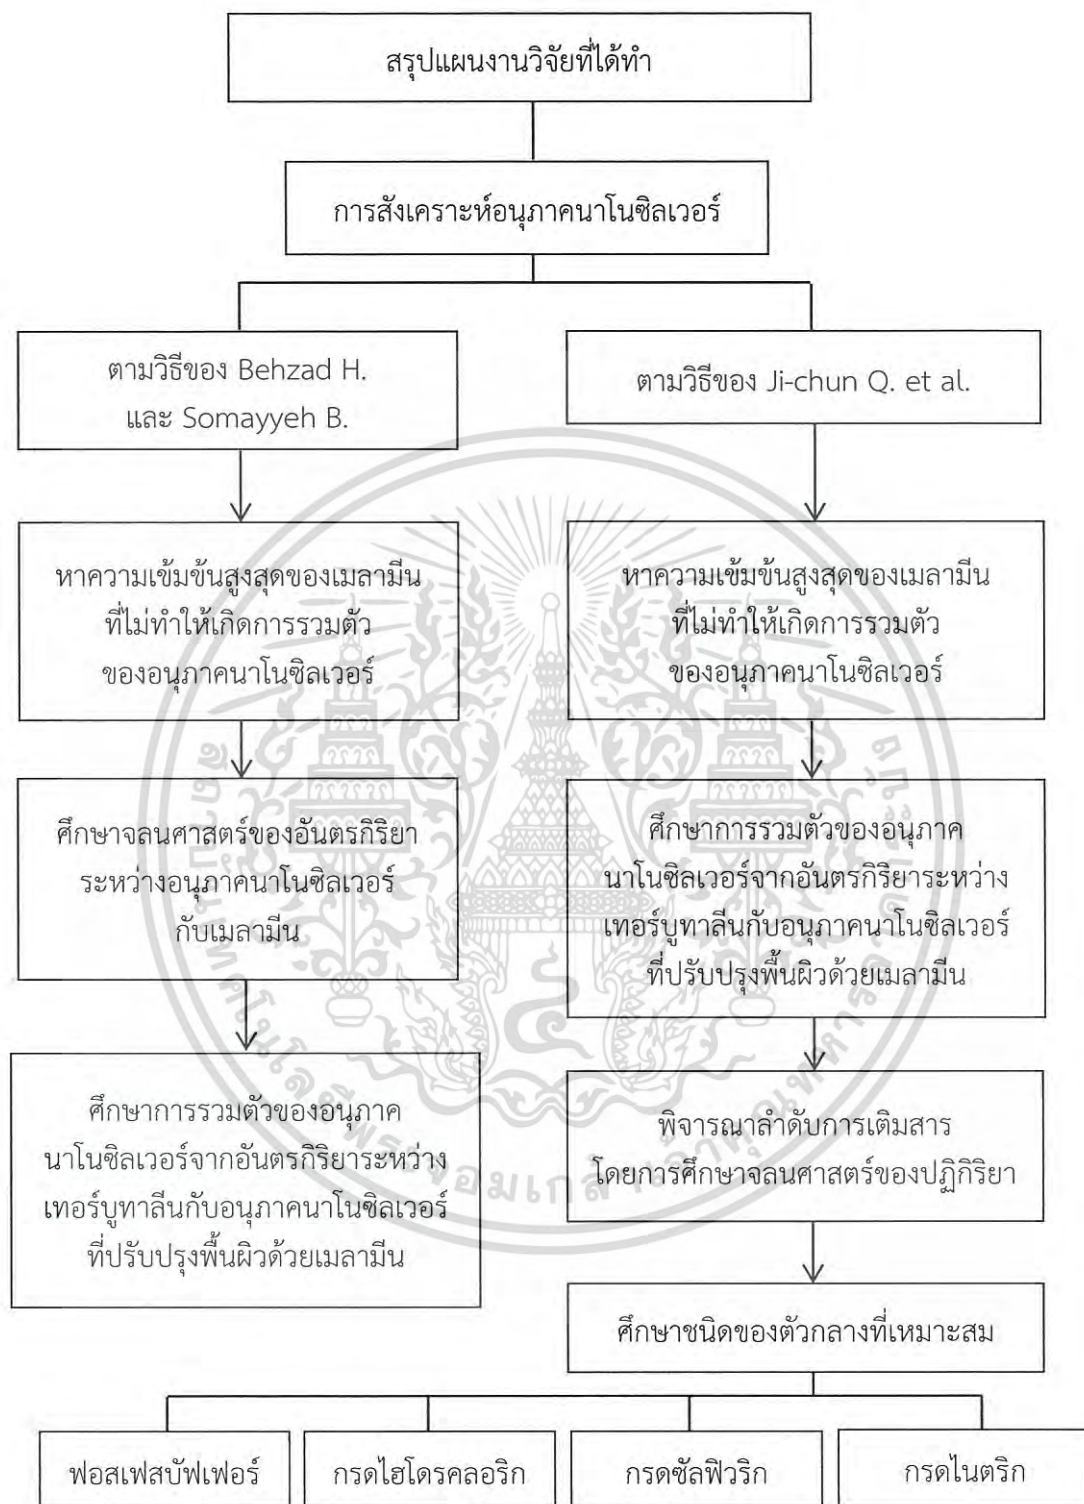 สรุปแผนงานวิจัยที่ได้ทำ
การสังเคราะห์อนุภาคนาโนซิลเวอร์
ตามวิธีของ Behzad H.
และ Somayyeh B.
ตามวิธีของ Ji-chun Q. et al.
หาความเข้มข้นสูงสุดของเมลามีน
ที่ไม่ทำให้เกิดการรวมตัว
ของอนุภาคนาโนซิลเวอร์
หาความเข้มข้นสูงสุดของเมลามีน
ที่ไม่ทำให้เกิดการรวมตัว
ของอนุภาคนาโนซิลเวอร์
ศึกษาจลนศาสตร์ของอันตรกิริยา
ระหว่างอนุภาคนาโนซิลเวอร์
กับเมลามีน
ศึกษาการรวมตัวของอนุภาค
นาโนซิลเวอร์จากอันตรกิริยาระหว่าง
เทอร์บูทาลีนกับอนุภาคนาโนซิลเวอร์
ที่ปรับปรุงพื้นผิวด้วยเมลามีน
ศึกษาการรวมตัวของอนุภาค
นาโนซิลเวอร์จากอันตรกิริยาระหว่าง
เทอร์บูทาลีนกับอนุภาคนาโนซิลเวอร์
ที่ปรับปรุงพื้นผิวด้วยเมลามีน
พิจารณาลำดับการเติมสาร
โดยการศึกษาจลนศาสตร์ของปฏิกิริยา
ศึกษาชนิดของตัวกลางที่เหมาะสม
ฟอสเฟสบัฟเฟอร์
กรดไฮโดรคลอริก
กรดซัลฟิวริก
กรดไนตริก